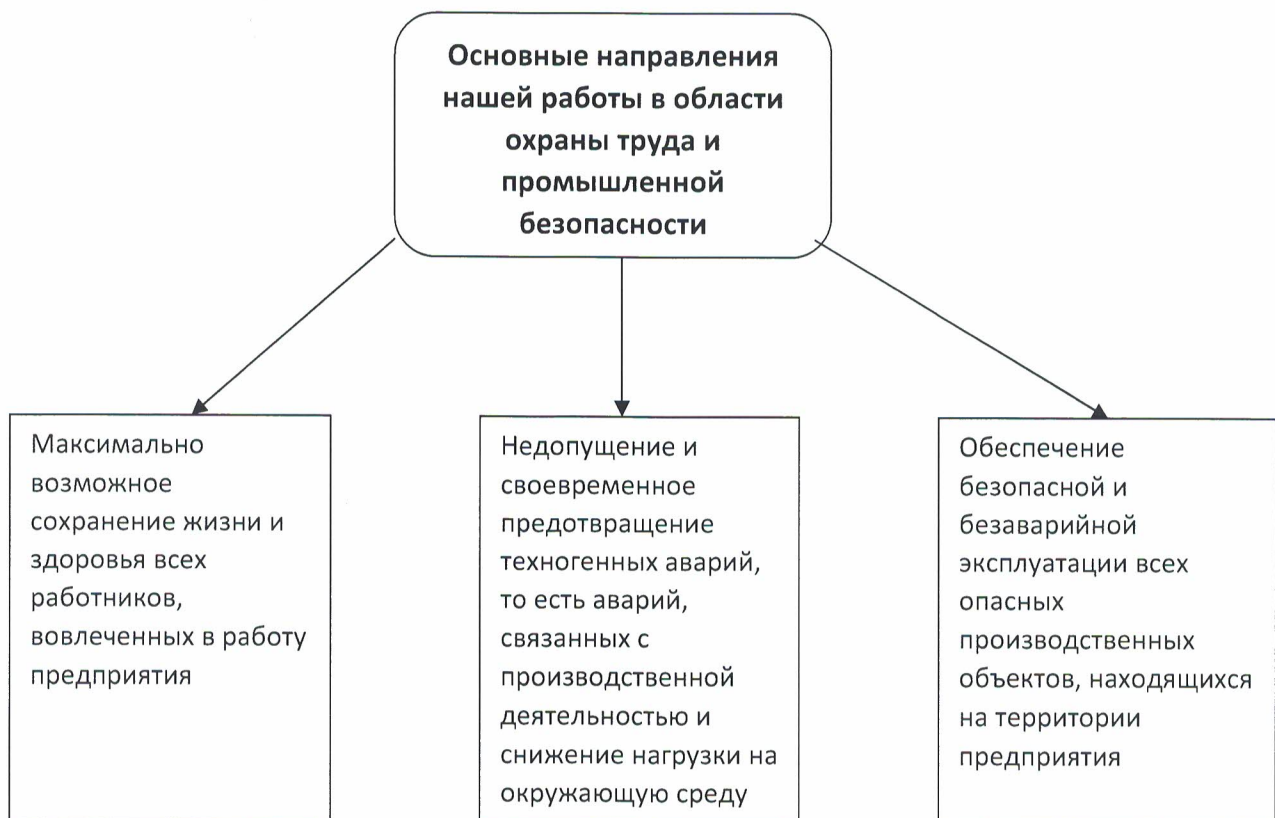 Основные направления
нашей работы в области
охраны труда и
промышленной
безопасности
Максимально
возможное
сохранение жизни и
здоровья всех
работников,
вовлеченных в работу
предприятия
Недопущение и
своевременное
предотвращение
техногенных аварий,
то есть аварий,
связанных с
производственной
деятельностью и
снижение нагрузки на
окружающую среду
Обеспечение
безопасной и
безаварийной
эксплуатации всех
опасных
производственных
объектов, находящихся
на территории
предприятия